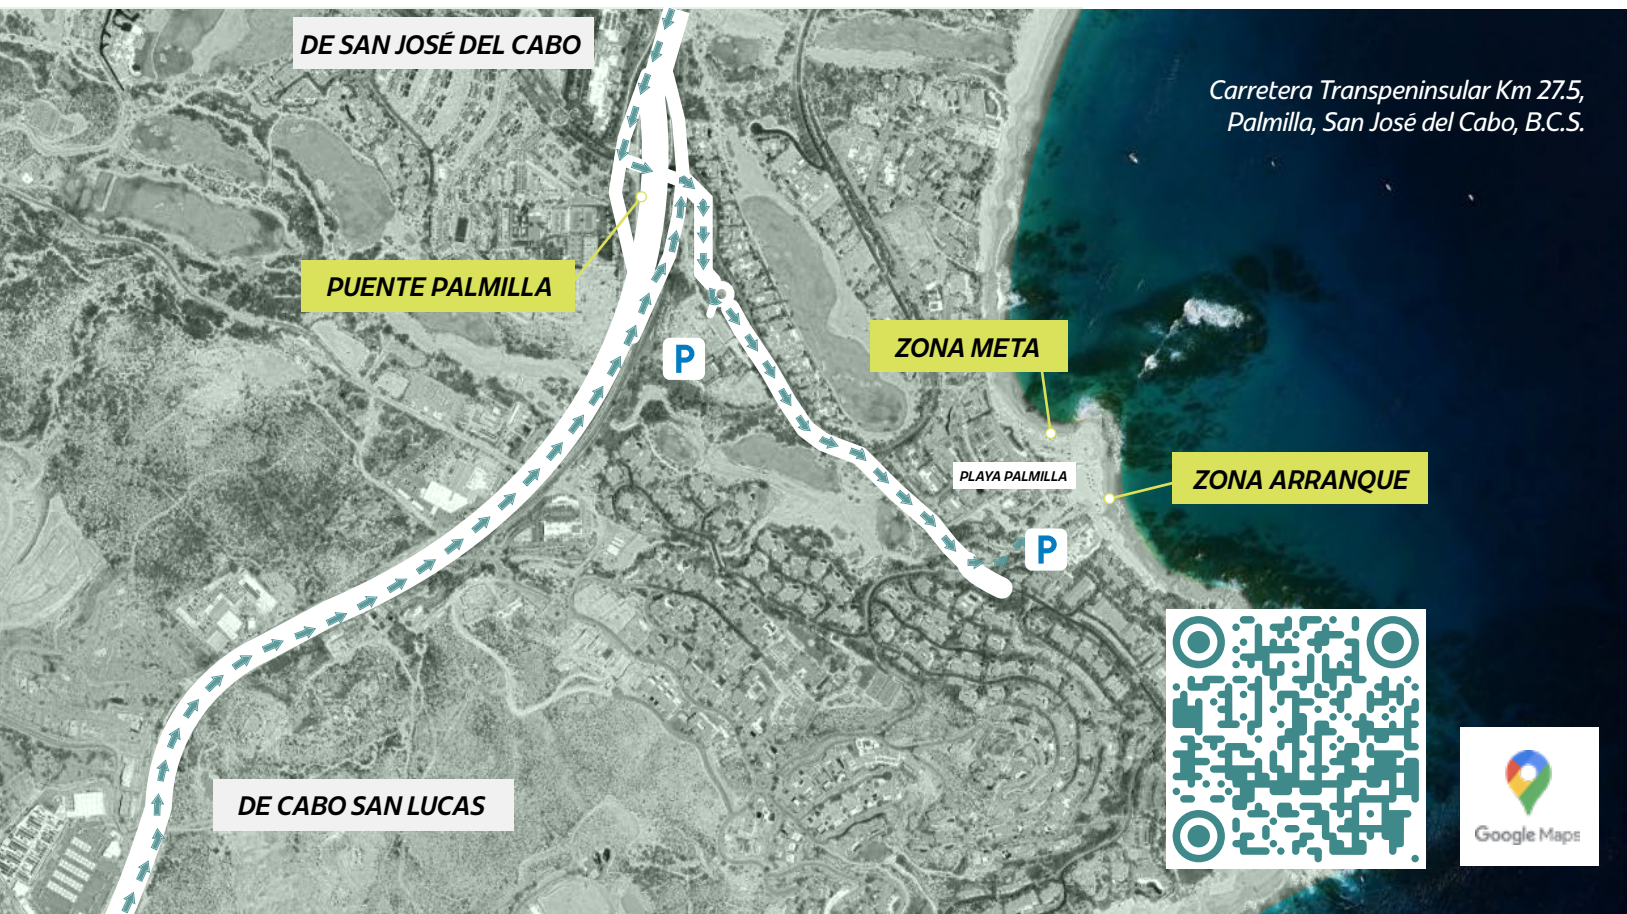 DE SAN JOSÉ DEL CABO
Carretera Transpeninsular Km 27.5,
Palmilla, San José del Cabo, B.C.S.
PUENTE PALMILLA
ZONA META
P
PLAYA PALMILLA
ZONA ARRANQUE
P
DE CABO SAN LUCAS
Google Maps